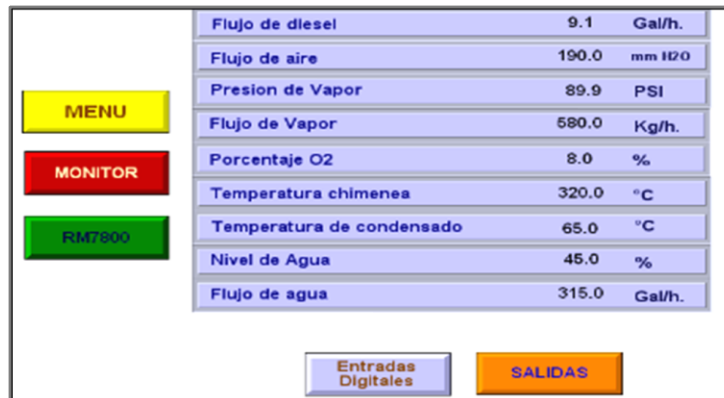 Flujo de diesel 9.1 Gal/h.
Flujo de aire 190.0 mm H2O
Presion de Vapor 89.9 PSI
MENU
Flujo de Vapor 580.0 Kg/h.
Porcentaje O2 8.0 %
MONITOR
Temperatura chimenea 320.0 °C
Temperatura de condensado 65.0 °C
RM7800
Nivel de Agua 45.0 %
Flujo de agua 315.0 Gal/h.
Entradas
Digitales
SALIDAS